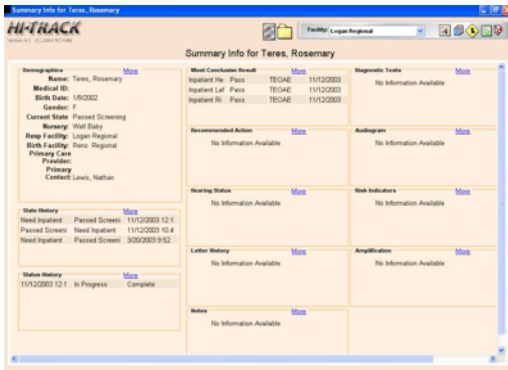 Summary Info for Teres, Rosemary
HI-TRACK
Facility: Logan Regional
Summary Info for Teres, Rosemary
Demographics More
Name: Teres, Rosemary
Medical ID:
Birth Date: 1/9/2002
Gender: F
Current State Passed Screening
Nursery: Well Baby
Resp Facility: Logan Regional
Birth Facility: Reno Regional
Primary Care
Provider:
Primary
Contact: Lewis, Nathan
State History More
Need Inpatient Passed Screeni 11/12/2003 12:1
Passed Screeni Need Inpatient 11/12/2003 10:4
Need Inpatient Passed Screeni 3/20/2003 9:52
Status History More
11/12/2003 12:1 In Progress Complete
Most Conclusive Result More
Inpatient He Pass TEOAE 11/12/2003
Inpatient Lef Pass TEOAE 11/12/2003
Inpatient Ri Pass TEOAE 11/12/2003
Recommended Action More
No Information Available
Hearing Status More
No Information Available
Letter History More
No Information Available
Notes More
No Information Available
Diagnostic Tests More
No Information Available
Audiogram More
No Information Available
Risk Indicators More
No Information Available
Amplification More
No Information Available